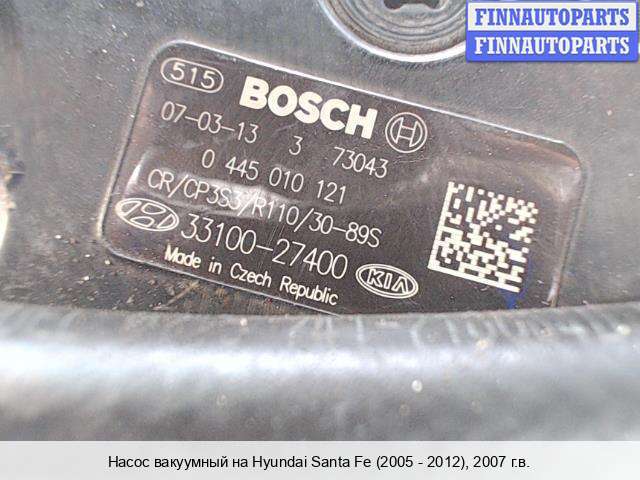 FINNAUTOPARTS
FINNAUTOPARTS
515 BOSCH
07-03-13 3 73043
0 445 010 121
CR/CP3S3/R110/30-89S
33100-27400 KIA
Made in Czech Republic
Насос вакуумный на Hyundai Santa Fe (2005 - 2012), 2007 г.в.